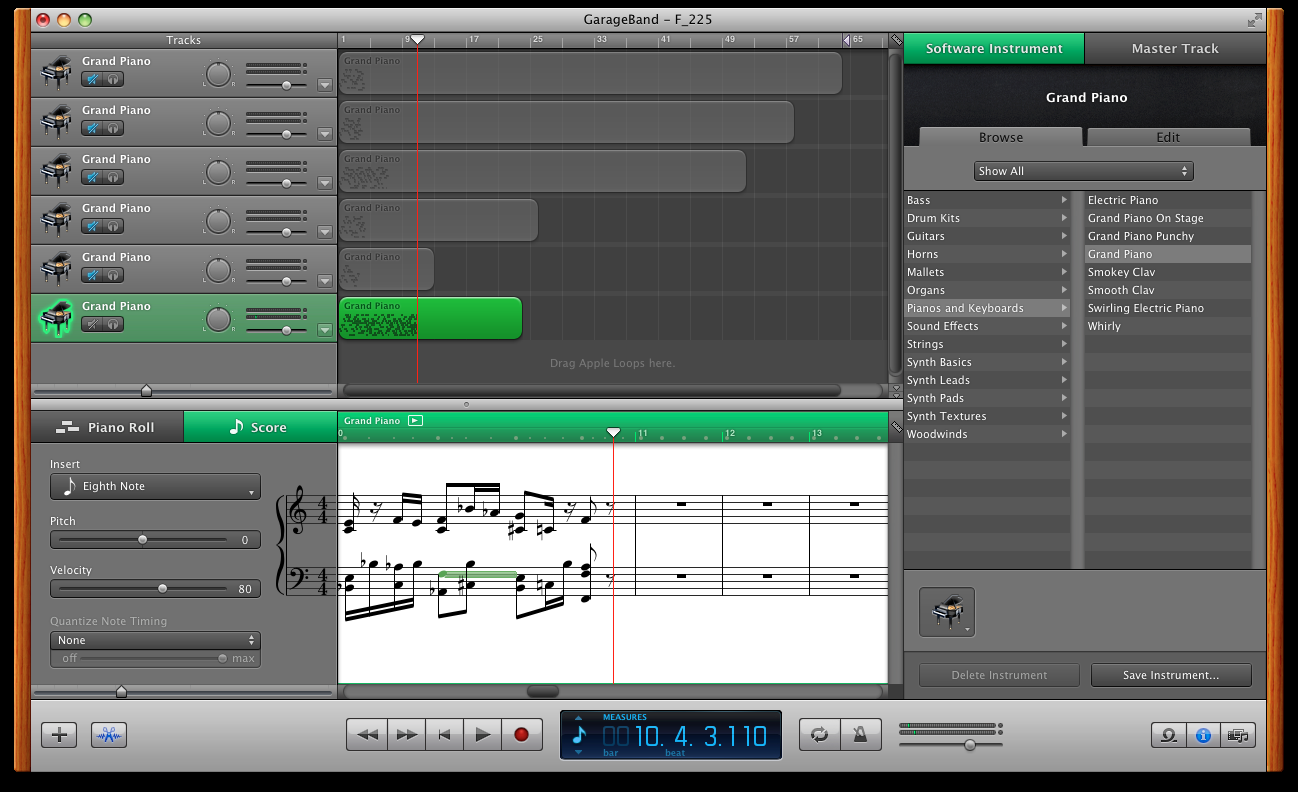 GarageBand – F_225
Tracks
1 9 17 25 33 41 49 57 65
Grand Piano
L R
Grand Piano
L R
Grand Piano
L R
Grand Piano
L R
Grand Piano
L R
Grand Piano
L R
Grand Piano
Grand Piano
Grand Piano
Grand Piano
Grand Piano
Grand Piano
Drag Apple Loops here.
Piano Roll
Score
Grand Piano
0 11 12 13
Insert
Eighth Note
Pitch
0
Velocity
80
Quantize Note Timing
None
off max
4
4
4
4
Software Instrument
Master Track
Grand Piano
Browse
Edit
Show All
Bass
Drum Kits
Guitars
Horns
Mallets
Organs
Pianos and Keyboards
Sound Effects
Strings
Synth Basics
Synth Leads
Synth Pads
Synth Textures
Woodwinds
Electric Piano
Grand Piano On Stage
Grand Piano Punchy
Grand Piano
Smokey Clav
Smooth Clav
Swirling Electric Piano
Whirly
Delete Instrument
Save Instrument...
MEASURES
10. 4. 3.110
bar beat